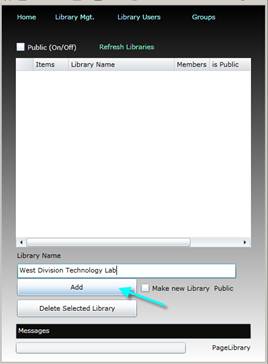 Home Library Mgt. Library Users Groups
Public (On/Off) Refresh Libraries
Items Library Name Members is Public
Library Name
West Division Technology Lab
Add Make new Library Public
Delete Selected Library
Messages
PageLibrary